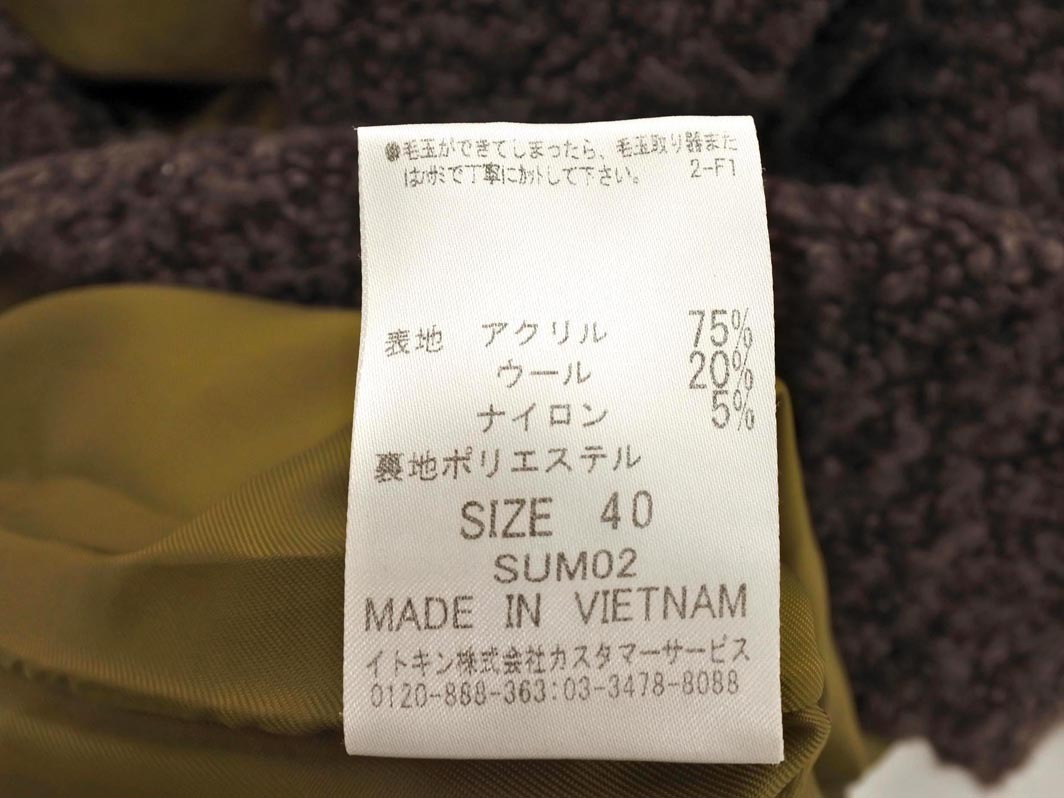 ●毛玉ができてしまったら、毛玉取り器また
はﾊｻﾐで丁寧にｶｯﾄして下さい。 2-F1
表地 アクリル 75%
ウール 20%
ナイロン 5%
裏地ポリエステル
SIZE 40
SUM02
MADE IN VIETNAM
イトキン株式会社カスタマーサービス
0120-888-363:03-3478-8088